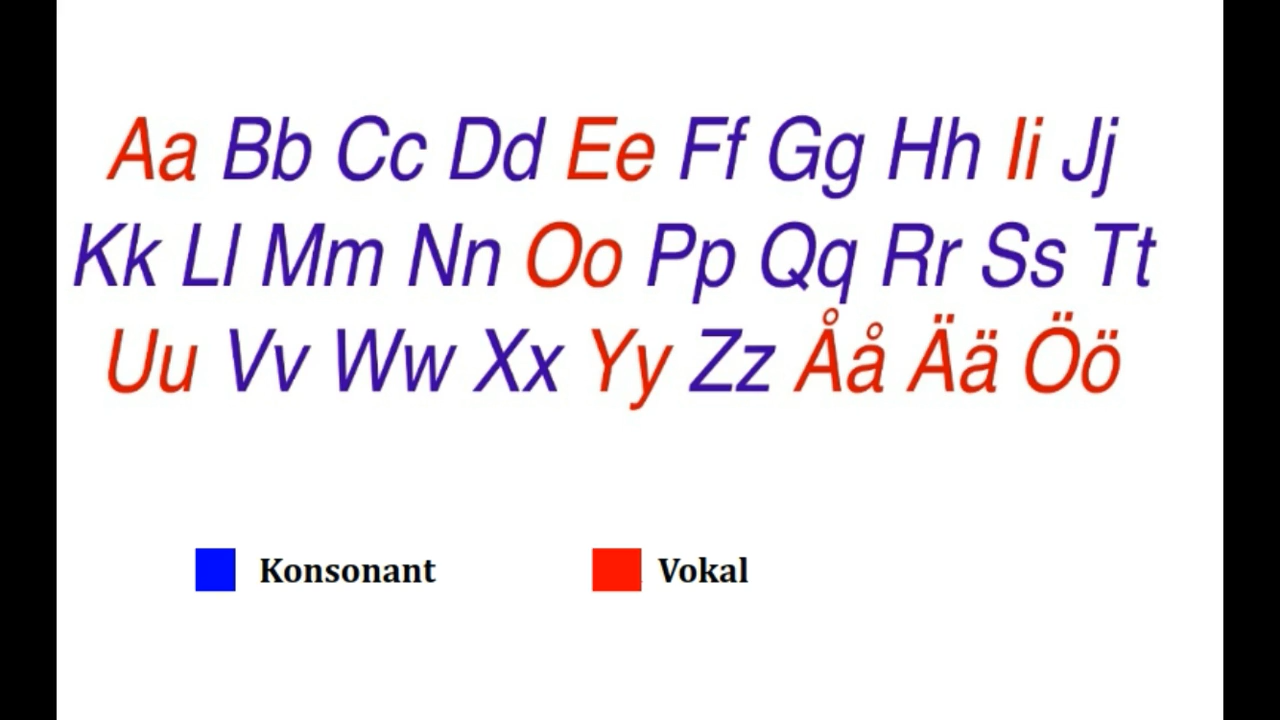 Aa Bb Cc Dd Ee Ff Gg Hh Ii Jj
Kk Ll Mm Nn Oo Pp Qq Rr Ss Tt
Uu Vv Ww Xx Yy Zz Åå Ää Öö
Konsonant Vokal